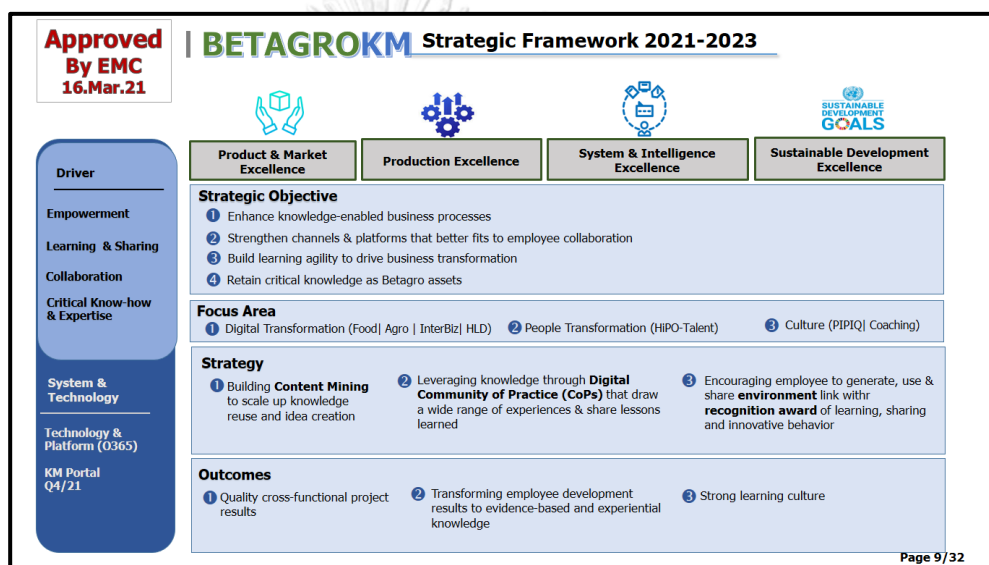 Approved
By EMC
16.Mar.21
| BETAGROKM Strategic Framework 2021-2023
SUSTAINABLE
DEVELOPMENT
GOALS
Product & Market
Excellence
Production Excellence
System & Intelligence
Excellence
Sustainable Development
Excellence
Driver
Empowerment
Learning & Sharing
Collaboration
Critical Know-how
& Expertise
System &
Technology
Technology &
Platform (O365)
KM Portal
Q4/21
Strategic Objective
1 Enhance knowledge-enabled business processes
2 Strengthen channels & platforms that better fits to employee collaboration
3 Build learning agility to drive business transformation
4 Retain critical knowledge as Betagro assets
Focus Area
1 Digital Transformation (Food| Agro | InterBiz| HLD)
2 People Transformation (HiPO-Talent)
3 Culture (PIPIQ| Coaching)
Strategy
1 Building Content Mining
to scale up knowledge
reuse and idea creation
2 Leveraging knowledge through Digital
Community of Practice (CoPs) that draw
a wide range of experiences & share lessons
learned
3 Encouraging employee to generate, use &
share environment link withr
recognition award of learning, sharing
and innovative behavior
Outcomes
1 Quality cross-functional project
results
2 Transforming employee development
results to evidence-based and experiential
knowledge
3 Strong learning culture
Page 9/32